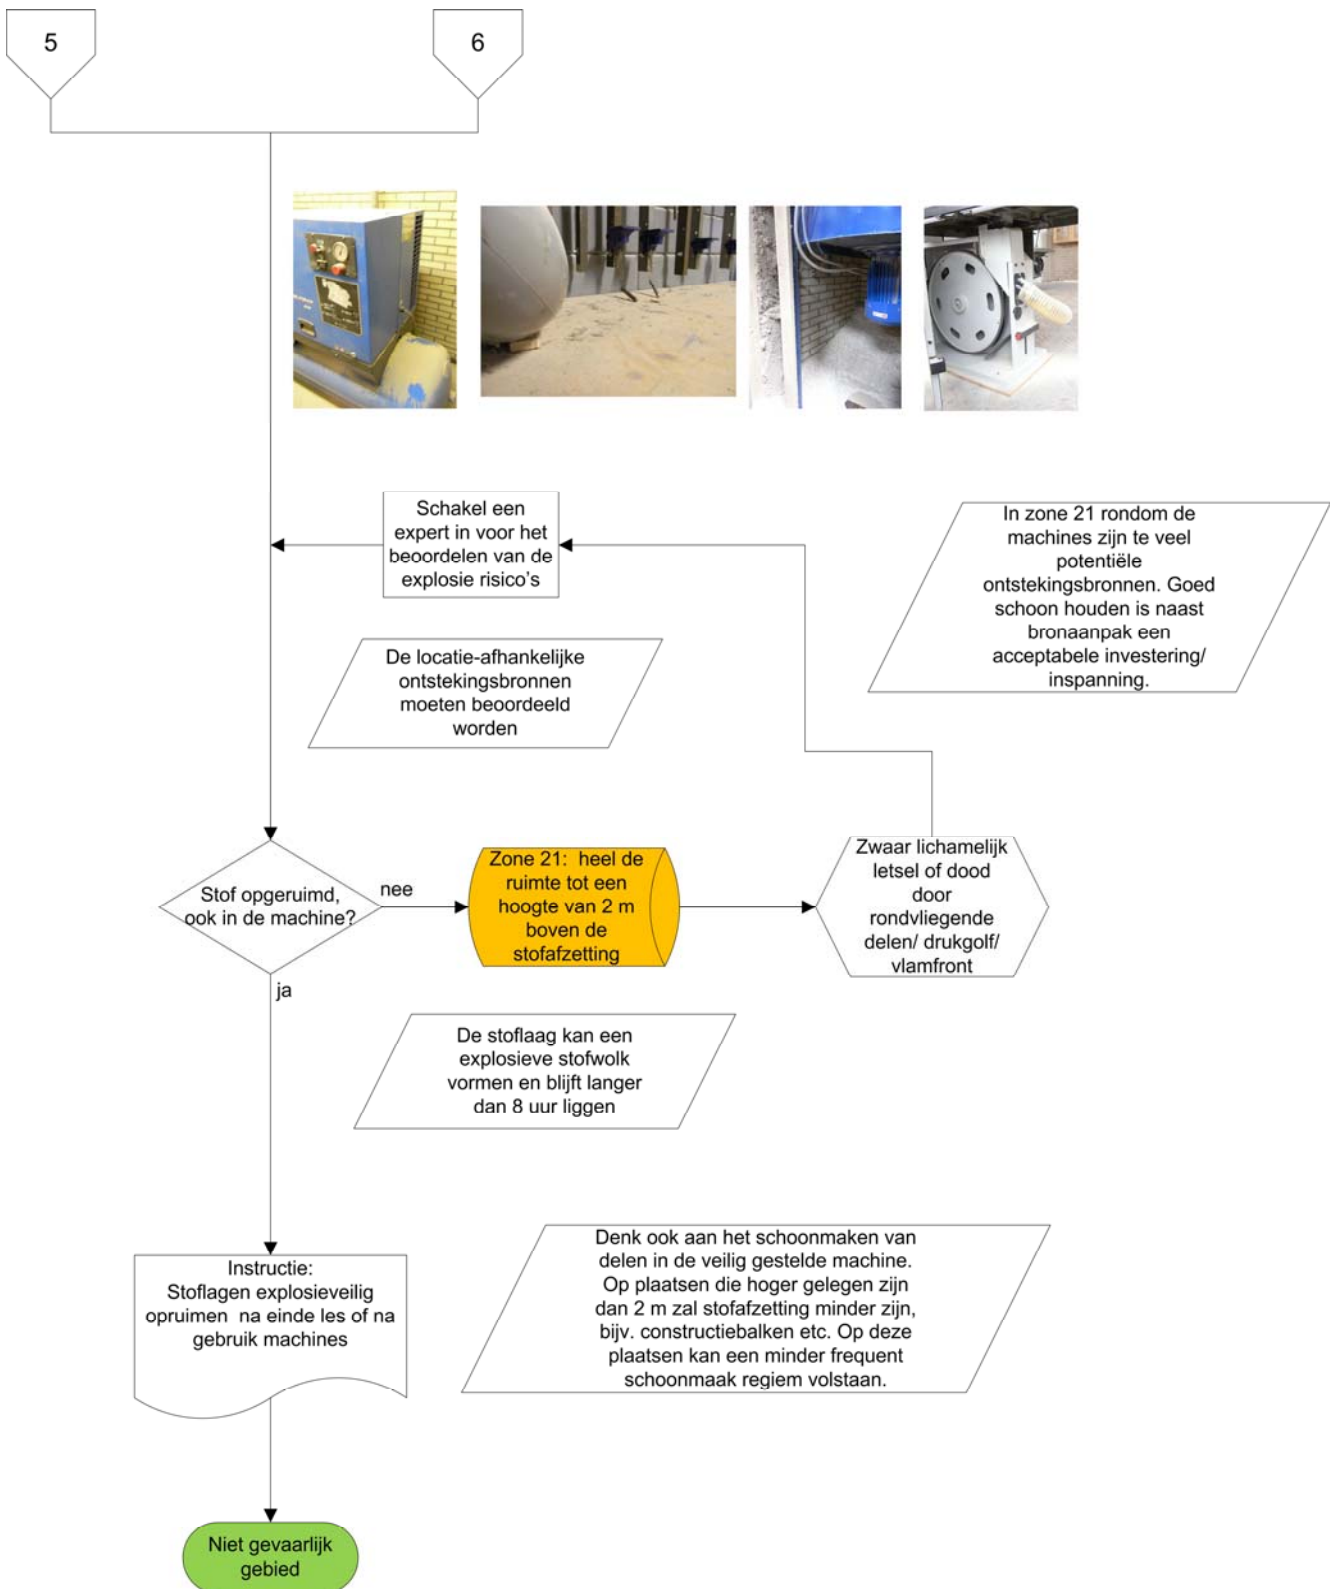 5
6
Schakel een
expert in voor het
beoordelen van de
explosie risico's
In zone 21 rondom de
machines zijn te veel
potentiële
ontstekingsbronnen. Goed
schoon houden is naast
bronaanpak een
acceptabele investering/
inspanning.
De locatie-afhankelijke
ontstekingsbronnen
moeten beoordeeld
worden
Stof opgeruimd,
ook in de machine?
nee
Zone 21: heel de
ruimte tot een
hoogte van 2 m
boven de
stofafzetting
Zwaar lichamelijk
letsel of dood
door
rondvliegende
delen/ drukgolf/
vlamfront
ja
De stoflaag kan een
explosieve stofwolk
vormen en blijft langer
dan 8 uur liggen
Instructie:
Stoflagen explosieveilig
opruimen na einde les of na
gebruik machines
Denk ook aan het schoonmaken van
delen in de veilig gestelde machine.
Op plaatsen die hoger gelegen zijn
dan 2 m zal stofafzetting minder zijn,
bijv. constructiebalken etc. Op deze
plaatsen kan een minder frequent
schoonmaak regiem volstaan.
Niet gevaarlijk
gebied